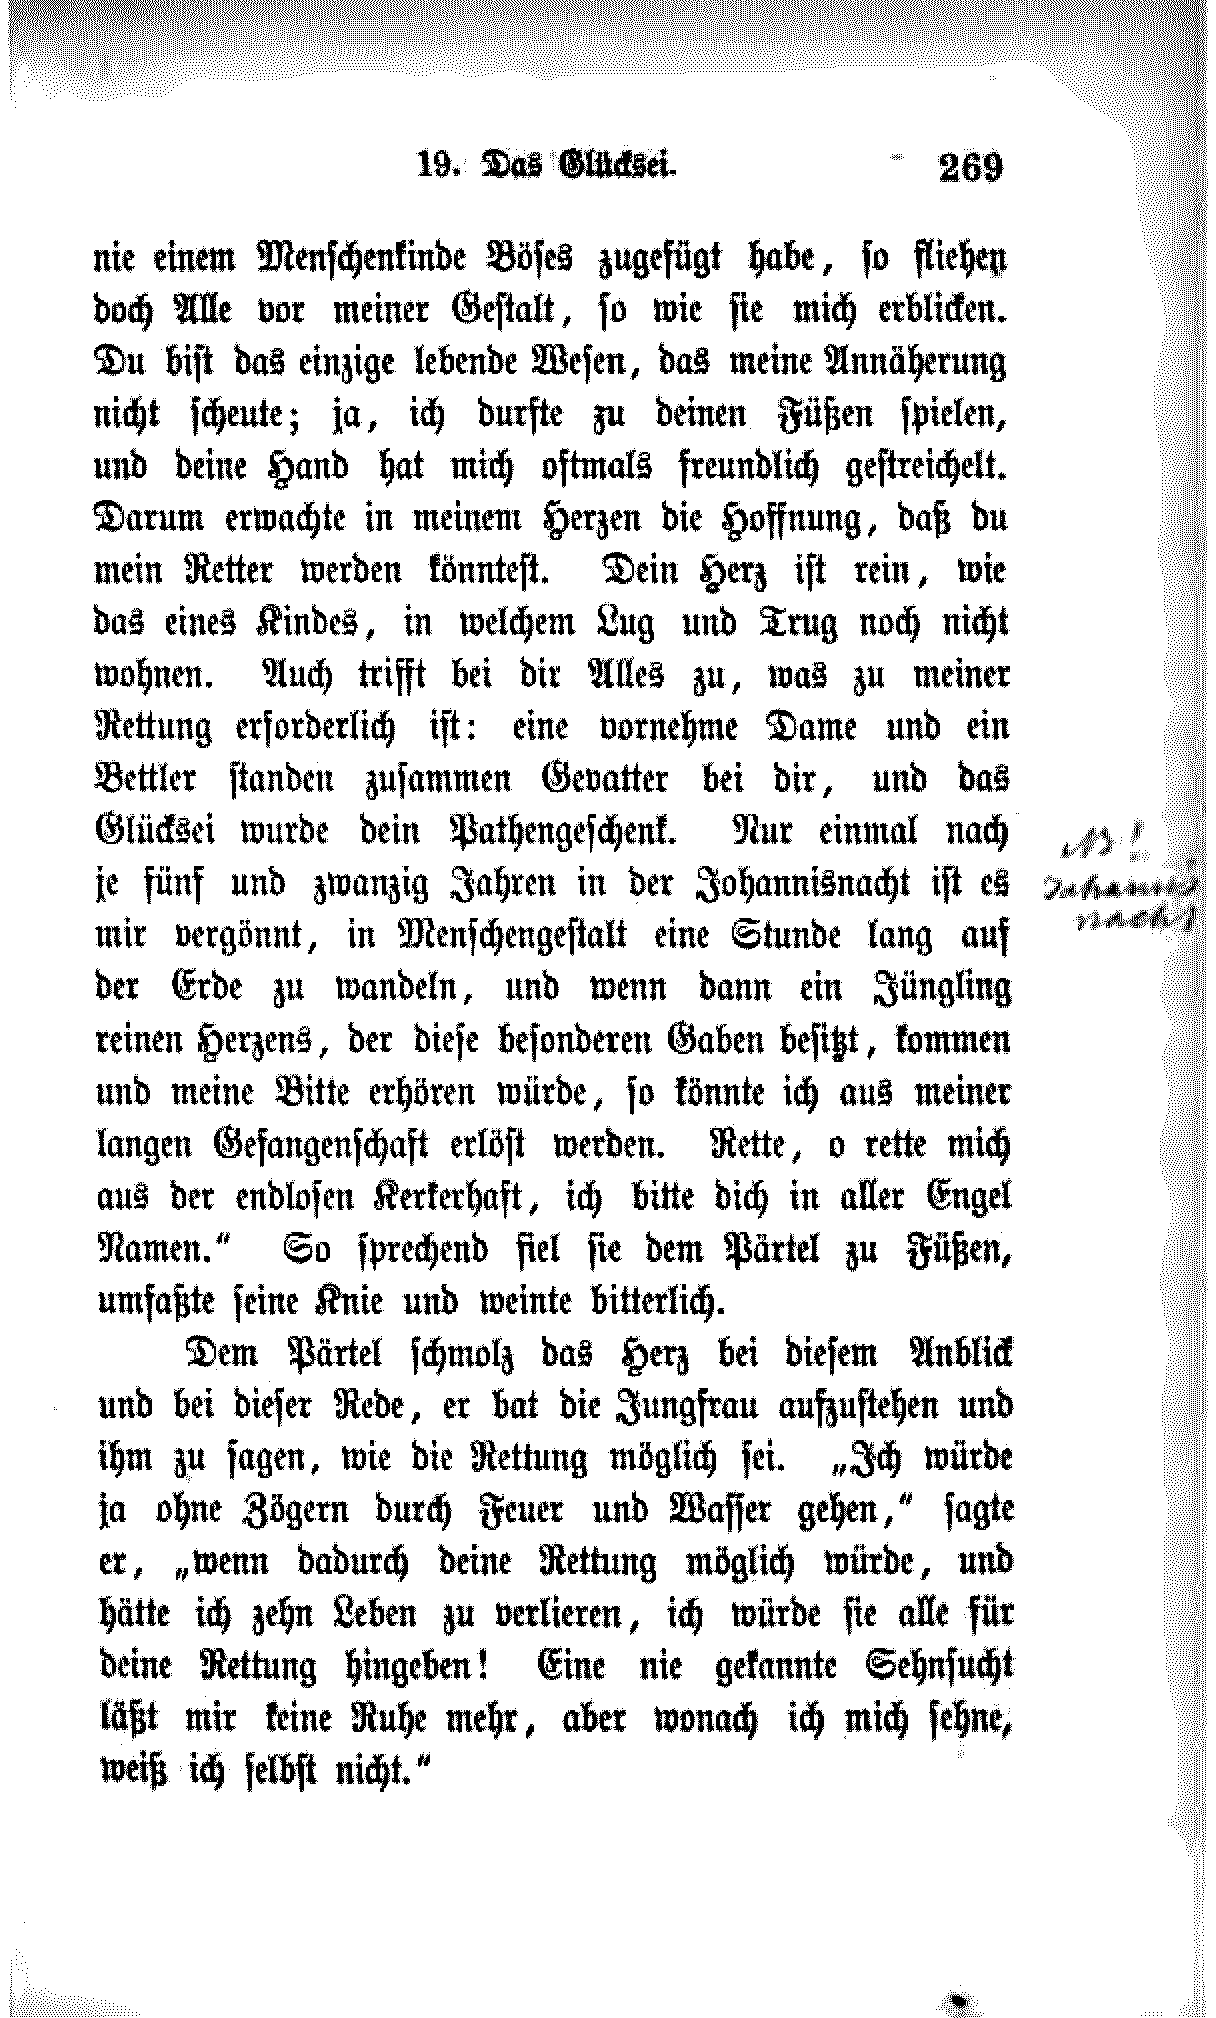 19. Das Glücksei. 269
nie einem Menschenkinde Böses zugefügt habe, so fliehen
doch Alle vor meiner Gestalt, so wie sie mich erblicken.
Du bist das einzige lebende Wesen, das meine Annäherung
nicht scheute; ja, ich durfte zu deinen Füßen spielen,
und deine Hand hat mich oftmals freundlich gestreichelt.
Darum erwachte in meinem Herzen die Hoffnung, daß du
mein Retter werden könntest. Dein Herz ist rein, wie
das eines Kindes, in welchem Lug und Trug noch nicht
wohnen. Auch trifft bei dir Alles zu, was zu meiner
Rettung erforderlich ist: eine vornehme Dame und ein
Bettler standen zusammen Gevatter bei dir, und das
Glücksei wurde dein Pathengeschenk. Nur einmal nach
je fünf und zwanzig Jahren in der Johannisnacht ist es
mir vergönnt, in Menschengestalt eine Stunde lang auf
der Erde zu wandeln, und wenn dann ein Jüngling
reinen Herzens, der diese besonderen Gaben besitzt, kommen
und meine Bitte erhören würde, so könnte ich aus meiner
langen Gefangenschaft erlöst werden. Rette, o rette mich
aus der endlosen Kerkerhaft, ich bitte dich in aller Engel
Namen.“ So sprechend fiel sie dem Pärtel zu Füßen,
umfaßte seine Knie und weinte bitterlich.
Dem Pärtel schmolz das Herz bei diesem Anblick
und bei dieser Rede, er bat die Jungfrau aufzustehen und
ihm zu sagen, wie die Rettung möglich sei. „Ich würde
ja ohne Zögern durch Feuer und Wasser gehen,“ sagte
er, „wenn dadurch deine Rettung möglich würde, und
hätte ich zehn Leben zu verlieren, ich würde sie alle für
deine Rettung hingeben! Eine nie gekannte Sehnsucht
läßt mir keine Ruhe mehr, aber wonach ich mich sehne,
weiß ich selbst nicht.“
NB!
Johannis
nacht